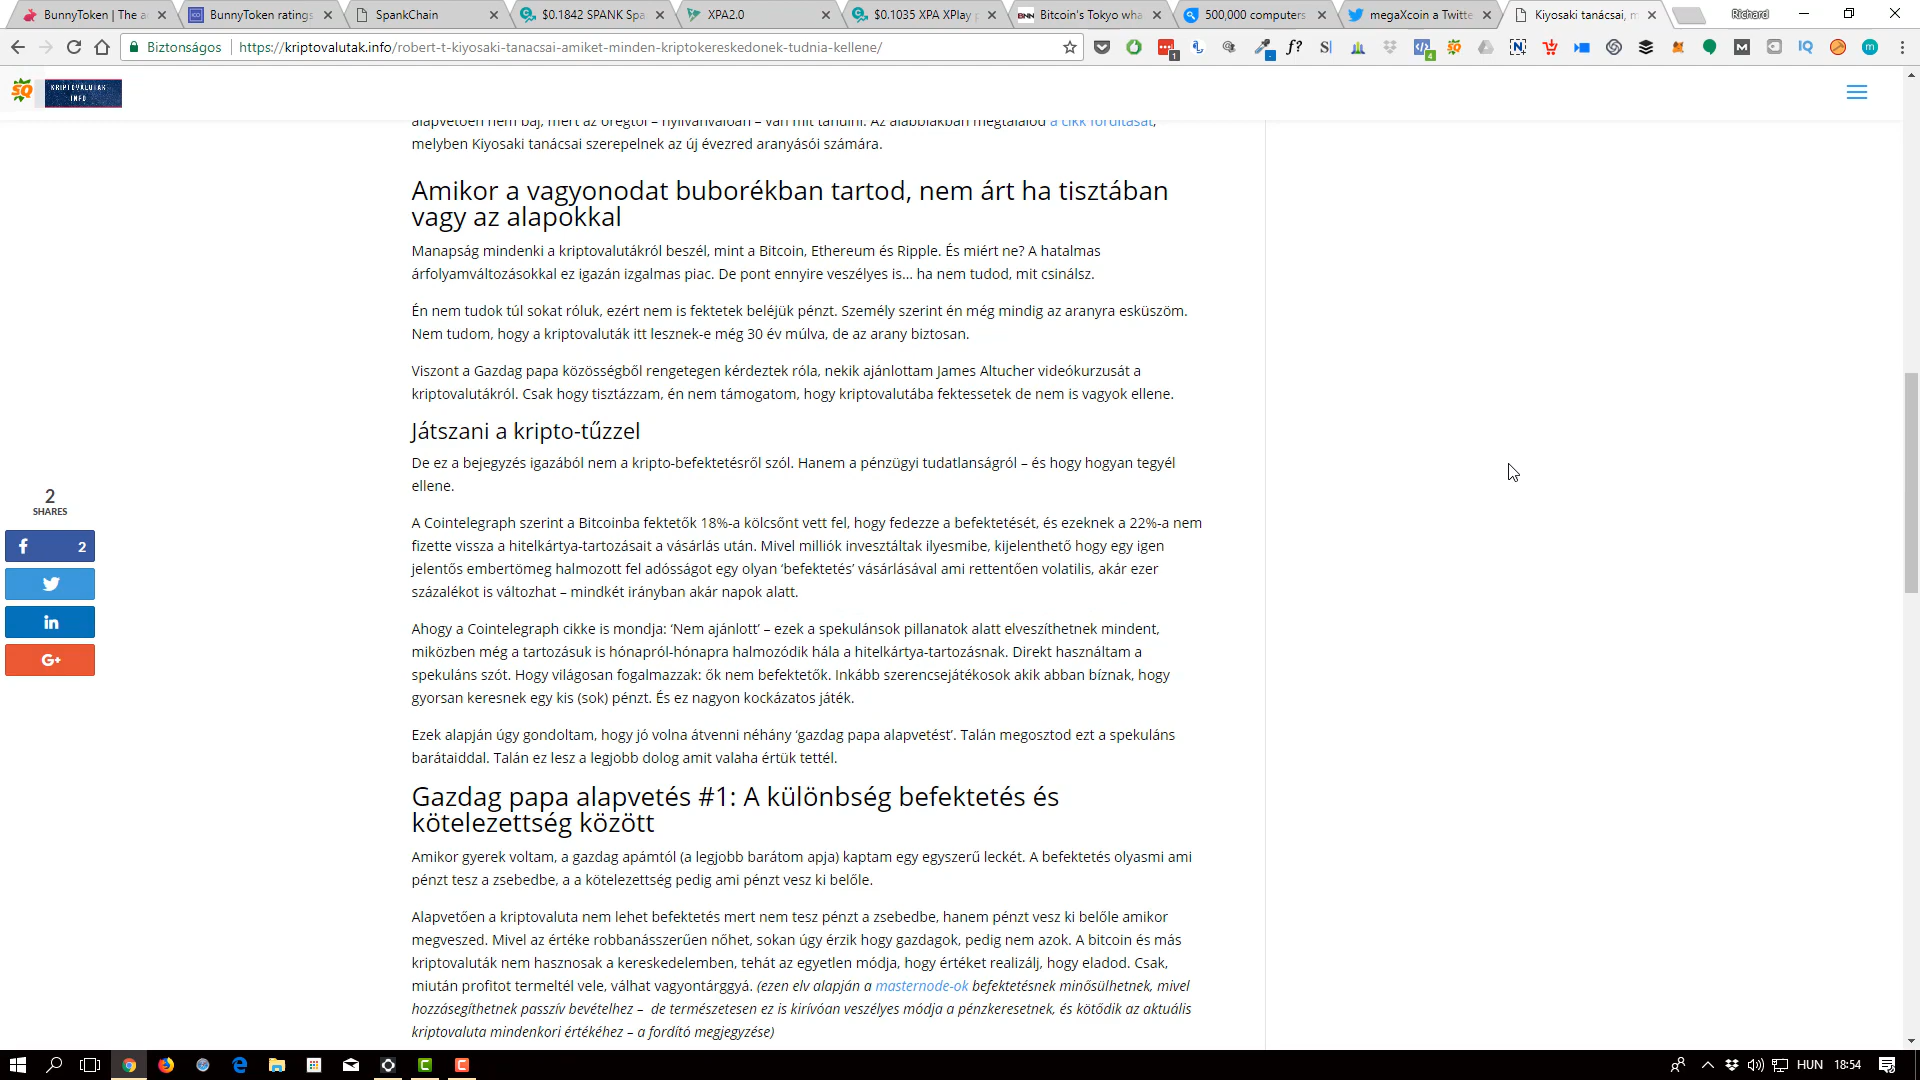 BunnyToken | The a
BunnyToken ratings
SpankChain
$0.1842 SPANK Spa
XPA2.0
$0.1035 XPA XPlay
Bitcoin's Tokyo wha
500,000 computers
megaXcoin a Twitte
Kiyosaki tanácsai, m
Richard
Biztonságos
https://kriptovalutak.info/robert-t-kiyosaki-tanacsai-amiket-minden-kriptokereskedonek-tudnia-kellene/
KRIPTOVALUTAK
INFO
alapvetően nem baj, mert az öregtől – nyilvánvalóan – van mit tanulni. Az alábbiakban megtalálod a cikk fordítását,
melyben Kiyosaki tanácsai szerepelnek az új évezred aranyásói számára.
Amikor a vagyonodat buborékban tartod, nem árt ha tisztában
vagy az alapokkal
Manapság mindenki a kriptovalutákról beszél, mint a Bitcoin, Ethereum és Ripple. És miért ne? A hatalmas
árfolyamváltozásokkal ez igazán izgalmas piac. De pont ennyire veszélyes is… ha nem tudod, mit csinálsz.
Én nem tudok túl sokat róluk, ezért nem is fektetek beléjük pénzt. Személy szerint én még mindig az aranyra esküszöm.
Nem tudom, hogy a kriptovaluták itt lesznek-e még 30 év múlva, de az arany biztosan.
Viszont a Gazdag papa közösségből rengetegen kérdeztek róla, nekik ajánlottam James Altucher videókurzusát a
kriptovalutákról. Csak hogy tisztázzam, én nem támogatom, hogy kriptovalutába fektessetek de nem is vagyok ellene.
Játszani a kripto-tűzzel
De ez a bejegyzés igazából nem a kripto-befektetésről szól. Hanem a pénzügyi tudatlanságról – és hogy hogyan tegyél
ellene.
A Cointelegraph szerint a Bitcoinba fektetők 18%-a kölcsönt vett fel, hogy fedezze a befektetését, és ezeknek a 22%-a nem
fizette vissza a hitelkártya-tartozásait a vásárlás után. Mivel milliók invesztáltak ilyesmibe, kijelenthető hogy egy igen
jelentős embertömeg halmozott fel adósságot egy olyan ‘befektetés’ vásárlásával ami rettentően volatilis, akár ezer
százalékot is változhat – mindkét irányban akár napok alatt.
Ahogy a Cointelegraph cikke is mondja: ‘Nem ajánlott’ – ezek a spekulánsok pillanatok alatt elveszíthetnek mindent,
miközben még a tartozásuk is hónapról-hónapra halmozódik hála a hitelkártya-tartozásnak. Direkt használtam a
spekuláns szót. Hogy világosan fogalmazzak: ők nem befektetők. Inkább szerencsejátékosok akik abban bíznak, hogy
gyorsan keresnek egy kis (sok) pénzt. És ez nagyon kockázatos játék.
Ezek alapján úgy gondoltam, hogy jó volna átvenni néhány ‘gazdag papa alapvetést’. Talán megosztod ezt a spekuláns
barátaiddal. Talán ez lesz a legjobb dolog amit valaha értük tettél.
Gazdag papa alapvetés #1: A különbség befektetés és
kötelezettség között
Amikor gyerek voltam, a gazdag apámtól (a legjobb barátom apja) kaptam egy egyszerű leckét. A befektetés olyasmi ami
pénzt tesz a zsebedbe, a a kötelezettség pedig ami pénzt vesz ki belőle.
Alapvetően a kriptovaluta nem lehet befektetés mert nem tesz pénzt a zsebedbe, hanem pénzt vesz ki belőle amikor
megveszed. Mivel az értéke robbanásszerűen nőhet, sokan úgy érzik hogy gazdagok, pedig nem azok. A bitcoin és más
kriptovaluták nem hasznosak a kereskedelemben, tehát az egyetlen módja, hogy értéket realizálj, hogy eladod. Csak,
miután profitot termeltél vele, válhat vagyontárggyá. (ezen elv alapján a masternode-ok befektetésnek minősülhetnek, mivel
hozzásegíthetnek passzív bevételhez – de természetesen ez is kirívóan veszélyes módja a pénzkeresetnek, és kötődik az aktuális
kriptovaluta mindenkori értékéhez – a fordító megjegyzése)
2
SHARES
2
HUN
18:54